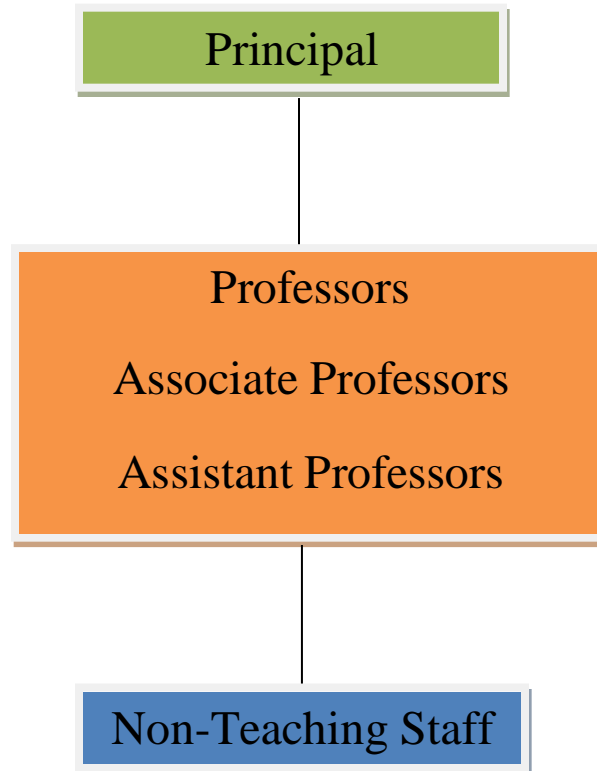 Principal
Professors
Associate Professors
Assistant Professors
Non-Teaching Staff